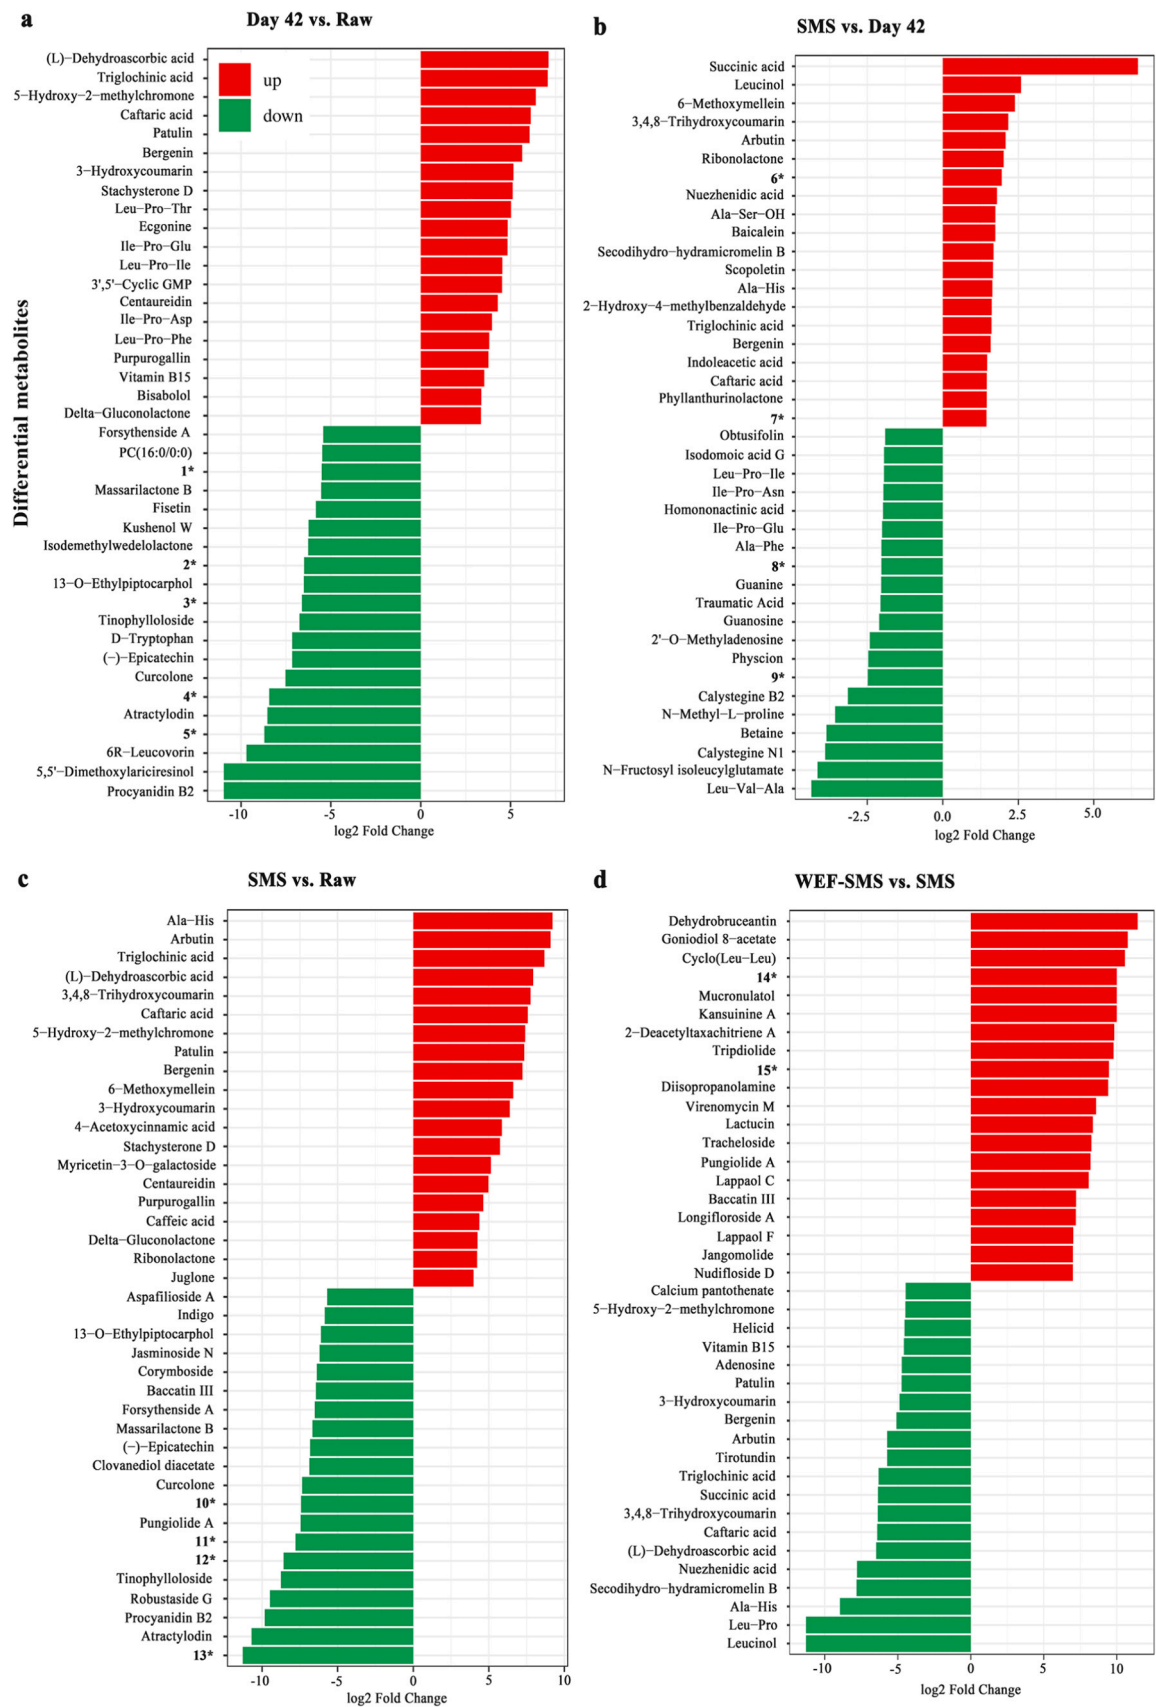 a
Day 42 vs. Raw
up
down
Differential metabolites
(L)−Dehydroascorbic acid
Triglochinic acid
5−Hydroxy−2−methylchromone
Caftaric acid
Patulin
Bergenin
3−Hydroxycoumarin
Stachysterone D
Leu−Pro−Thr
Ecgonine
Ile−Pro−Glu
Leu−Pro−Ile
3',5'−Cyclic GMP
Centaureidin
Ile−Pro−Asp
Leu−Pro−Phe
Purpurogallin
Vitamin B15
Bisabolol
Delta−Gluconolactone
Forsythenside A
PC(16:0/0:0)
1*
Massarilactone B
Fisetin
Kushenol W
Isodemethylwedelolactone
2*
13−O−Ethylpiptocarphol
3*
Tinophylloloside
D−Tryptophan
(−)−Epicatechin
Curcolone
4*
Atractylodin
5*
6R−Leucovorin
5,5'−Dimethoxylariciresinol
Procyanidin B2
-10 -5 0 5
log2 Fold Change
b
SMS vs. Day 42
Succinic acid
Leucinol
6−Methoxymellein
3,4,8−Trihydroxycoumarin
Arbutin
Ribonolactone
6*
Nuezhenidic acid
Ala−Ser−OH
Baicalein
Secodihydro−hydramicromelin B
Scopoletin
Ala−His
2−Hydroxy−4−methylbenzaldehyde
Triglochinic acid
Bergenin
Indoleacetic acid
Caftaric acid
Phyllanthurinolactone
7*
Obtusifolin
Isodomoic acid G
Leu−Pro−Ile
Ile−Pro−Asn
Homononactinic acid
Ile−Pro−Glu
Ala−Phe
8*
Guanine
Traumatic Acid
Guanosine
2'−O−Methyladenosine
Physcion
9*
Calystegine B2
N−Methyl−L−proline
Betaine
Calystegine N1
N−Fructosyl isoleucylglutamate
Leu−Val−Ala
-2.5 0.0 2.5 5.0
log2 Fold Change
c
SMS vs. Raw
Ala−His
Arbutin
Triglochinic acid
(L)−Dehydroascorbic acid
3,4,8−Trihydroxycoumarin
Caftaric acid
5−Hydroxy−2−methylchromone
Patulin
Bergenin
6−Methoxymellein
3−Hydroxycoumarin
4−Acetoxycinnamic acid
Stachysterone D
Myricetin−3−O−galactoside
Centaureidin
Purpurogallin
Caffeic acid
Delta−Gluconolactone
Ribonolactone
Juglone
Aspafilioside A
Indigo
13−O−Ethylpiptocarphol
Jasminoside N
Corymboside
Baccatin III
Forsythenside A
Massarilactone B
(−)−Epicatechin
Clovanediol diacetate
Curcolone
10*
Pungiolide A
11*
12*
Tinophylloloside
Robustaside G
Procyanidin B2
Atractylodin
13*
-10 -5 0 5 10
log2 Fold Change
d
WEF-SMS vs. SMS
Dehydrobruceantin
Goniodiol 8−acetate
Cyclo(Leu−Leu)
14*
Mucronulatol
Kansuinine A
2−Deacetyltaxachitriene A
Tripdiolide
15*
Diisopropanolamine
Virenomycin M
Lactucin
Tracheloside
Pungiolide A
Lappaol C
Baccatin III
Longifloroside A
Lappaol F
Jangomolide
Nudifloside D
Calcium pantothenate
5−Hydroxy−2−methylchromone
Helicid
Vitamin B15
Adenosine
Patulin
3−Hydroxycoumarin
Bergenin
Arbutin
Tirotundin
Triglochinic acid
Succinic acid
3,4,8−Trihydroxycoumarin
Caftaric acid
(L)−Dehydroascorbic acid
Nuezhenidic acid
Secodihydro−hydramicromelin B
Ala−His
Leu−Pro
Leucinol
-10 -5 0 5 10
log2 Fold Change